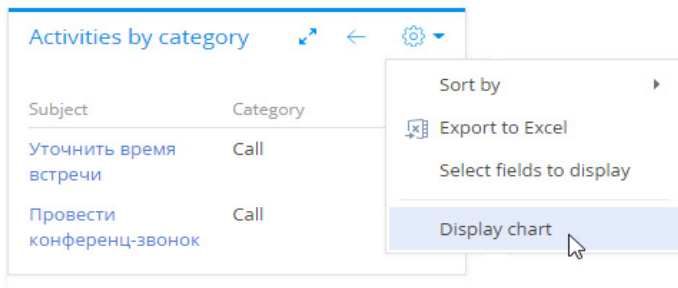 Activities by category
Sort by
Subject Category
Export to Excel
Уточнить время Call
встречи
Select fields to display
Провести Call
конференц-звонок
Display chart